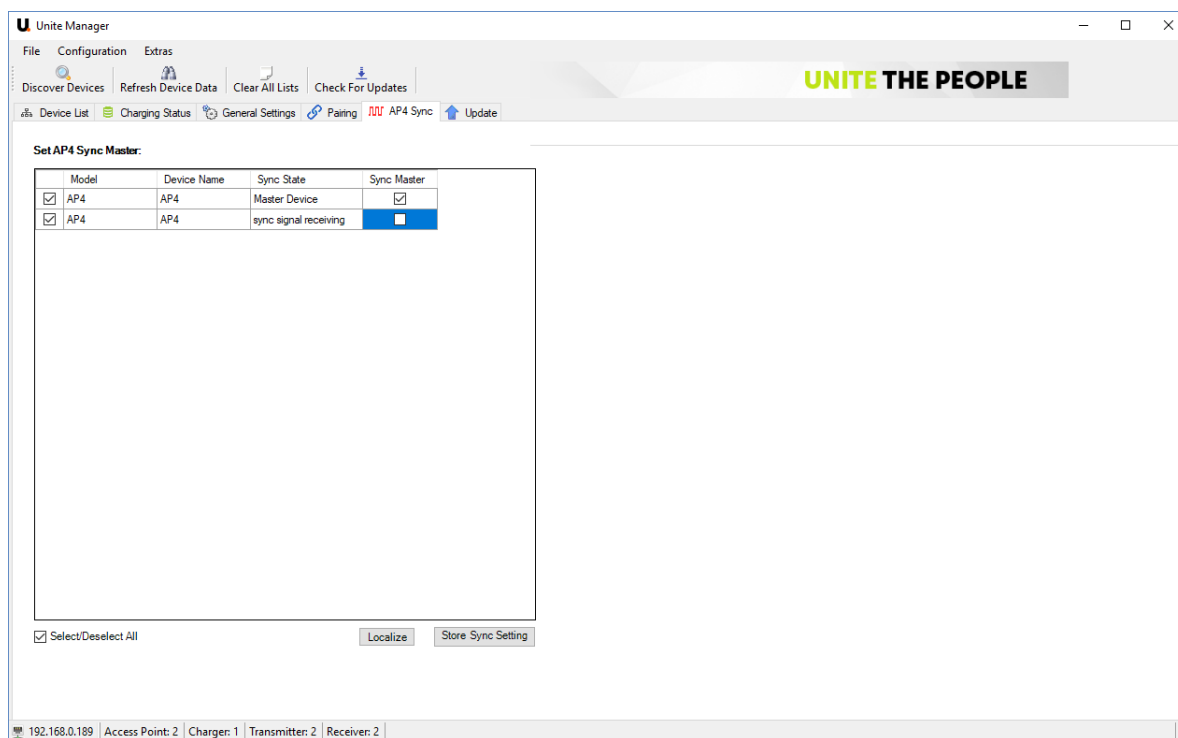 Unite Manager
File Configuration Extras
Discover Devices Refresh Device Data Clear All Lists Check For Updates
UNITE THE PEOPLE
Device List Charging Status General Settings Pairing AP4 Sync Update
Set AP4 Sync Master:
Model Device Name Sync State Sync Master
AP4 AP4 Master Device
AP4 AP4 sync signal receiving
Select/Deselect All Localize Store Sync Setting
192.168.0.189 Access Point: 2 Charger: 1 Transmitter: 2 Receiver: 2